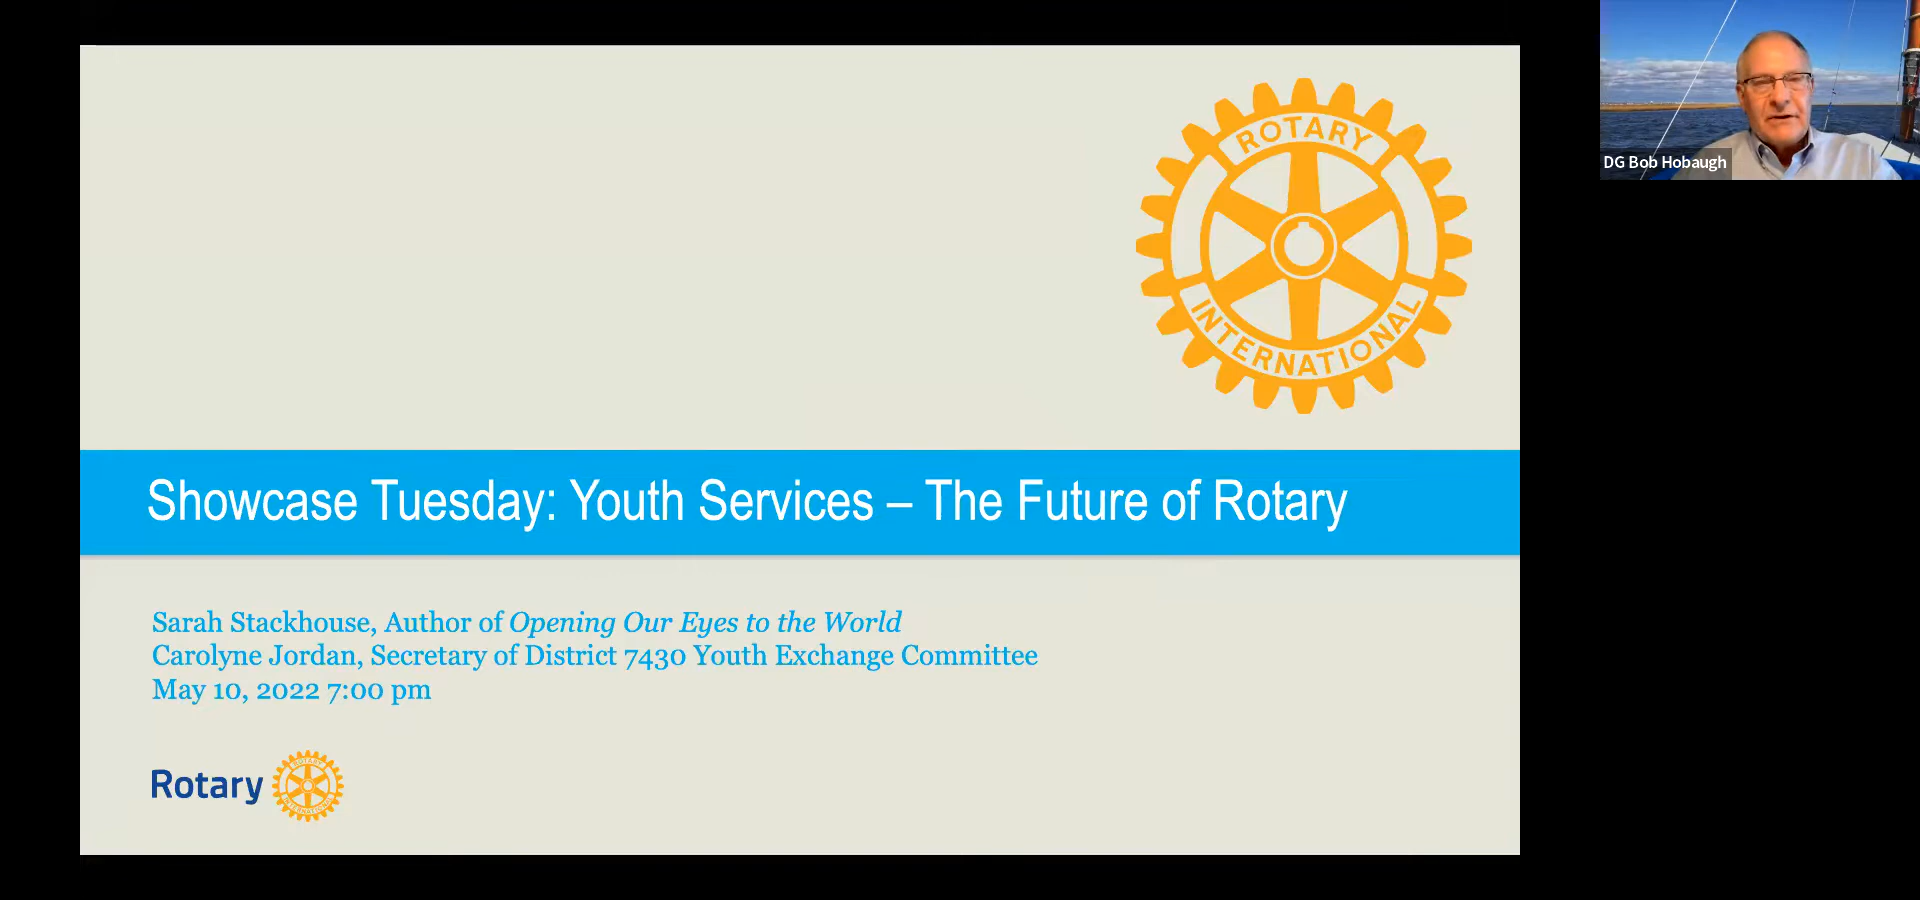 ROTARY
INTERNATIONAL
DG Bob Hobaugh
Showcase Tuesday: Youth Services – The Future of Rotary
Sarah Stackhouse, Author of Opening Our Eyes to the World
Carolyne Jordan, Secretary of District 7430 Youth Exchange Committee
May 10, 2022 7:00 pm
Rotary
ROTARY
INTERNATIONAL